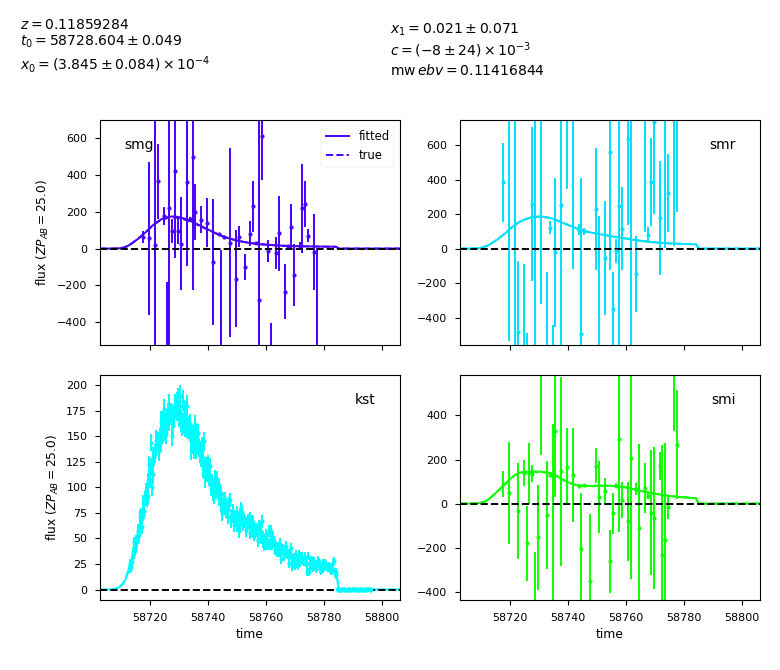 z = 0.11859284
t₀ = 58728.604 ± 0.049
x₀ = (3.845 ± 0.084) × 10⁻⁴
x₁ = 0.021 ± 0.071
c = (−8 ± 24) × 10⁻³
mw ebv = 0.11416844
smg
fitted
true
600
400
200
0
−200
−400
flux (ZP_AB = 25.0)
smr
600
400
200
0
−200
−400
kst
200
175
150
125
100
75
50
25
0
flux (ZP_AB = 25.0)
58720 58740 58760 58780 58800
time
smi
400
200
0
−200
−400
58720 58740 58760 58780 58800
time